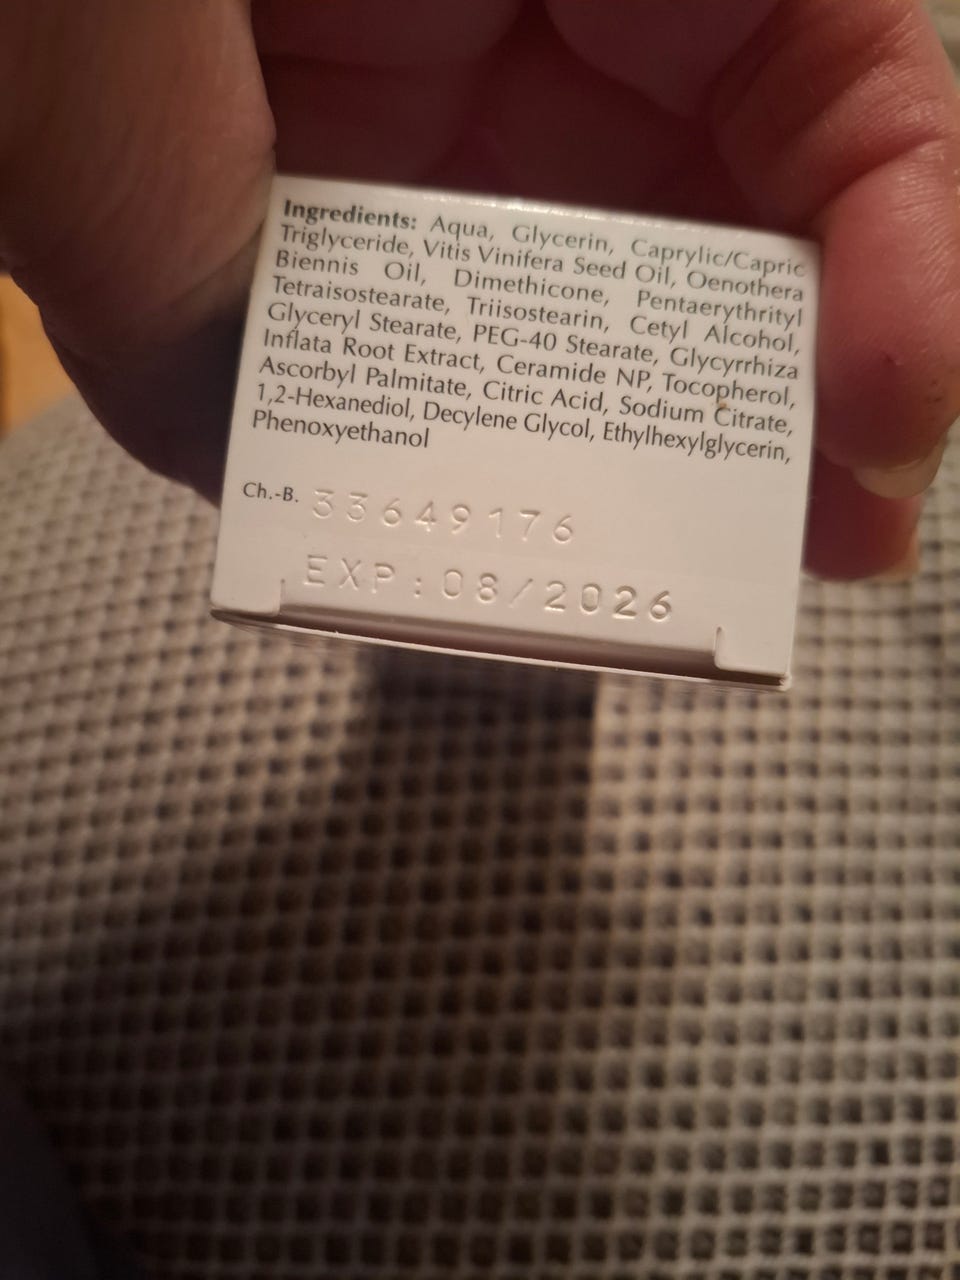 Ingredients: Aqua, Glycerin, Caprylic/Capric
Triglyceride, Vitis Vinifera Seed Oil, Oenothera
Biennis Oil, Dimethicone, Pentaerythrityl
Tetraisostearate, Triisostearin, Cetyl Alcohol,
Glyceryl Stearate, PEG-40 Stearate, Glycyrrhiza
Inflata Root Extract, Ceramide NP, Tocopherol,
Ascorbyl Palmitate, Citric Acid, Sodium Citrate,
1,2-Hexanediol, Decylene Glycol, Ethylhexylglycerin,
Phenoxyethanol
Ch.-B. 33649176
EXP:08/2026